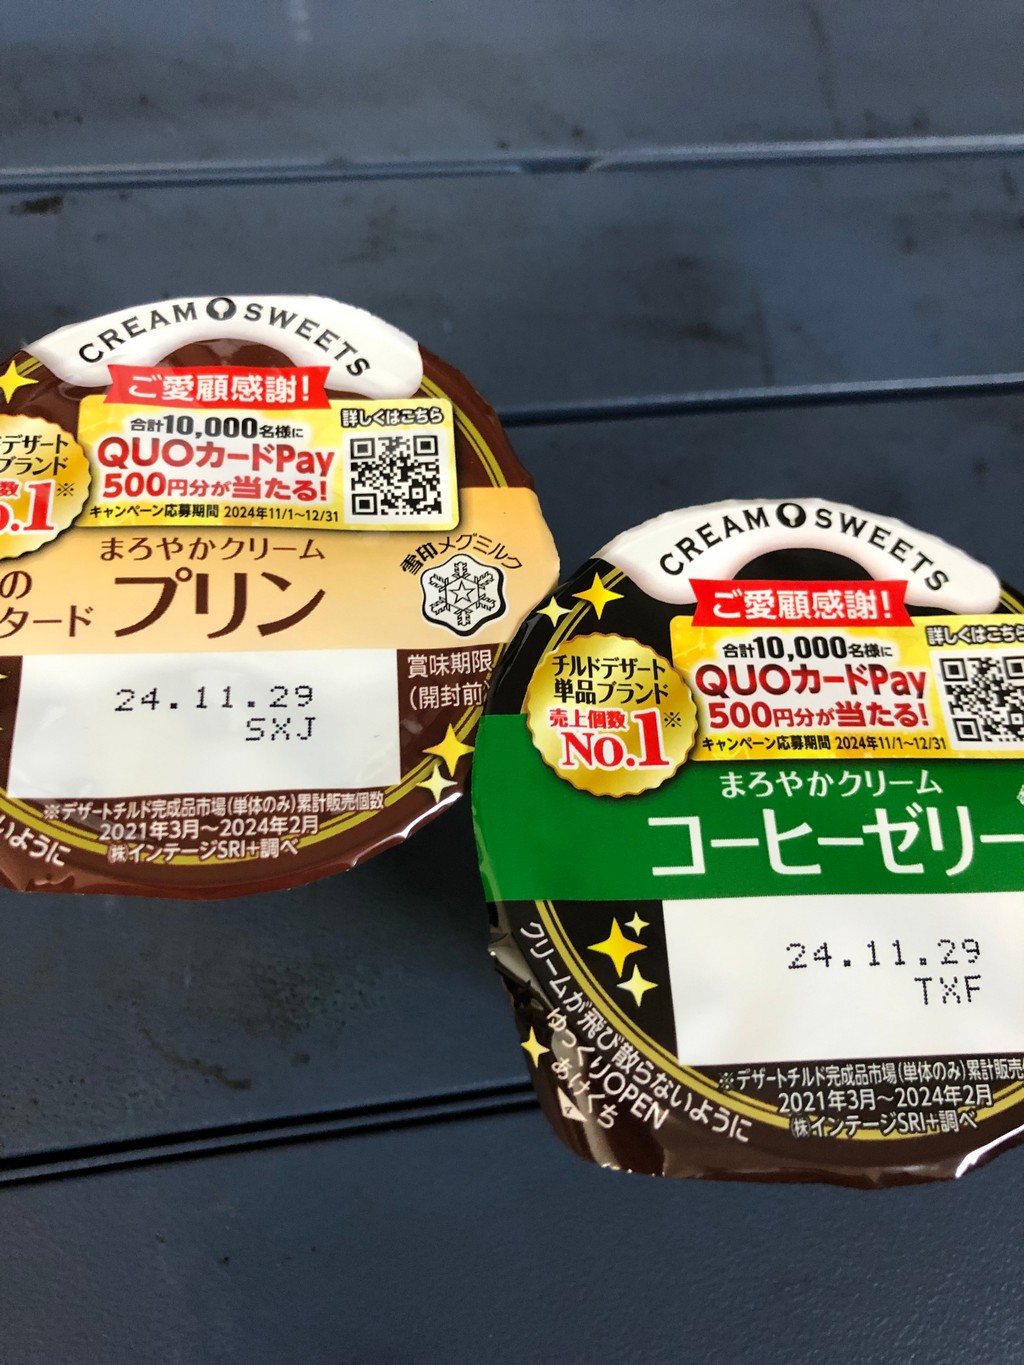 CREAM SWEETS
ご愛顧感謝!
合計10,000名様に
QUOカードPay
500円分が当たる!
キャンペーン応募期間 2024年11/1~12/31
詳しくはこちら
デザート
ブランド
数
o.1※
まろやかクリーム
の
タード
プリン
雪印メグミルク
賞味期限
(開封前)
24.11.29
SXJ
※デザートチルド完成品市場(単体のみ)累計販売個数
2021年3月~2024年2月
㈱インテージSRI+調べ
いように
CREAM SWEETS
ご愛顧感謝!
合計10,000名様に
QUOカードPay
500円分が当たる!
キャンペーン応募期間 2024年11/1~12/31
詳しくはこちら
チルドデザート
単品ブランド
売上個数
No.1※
まろやかクリーム
コーヒーゼリー
24.11.29
TXF
※デザートチルド完成品市場(単体のみ)累計販売
2021年3月~2024年2月
㈱インテージSRI+調べ
クリームが飛び散らないように
ゆっくりOPEN
あけくち